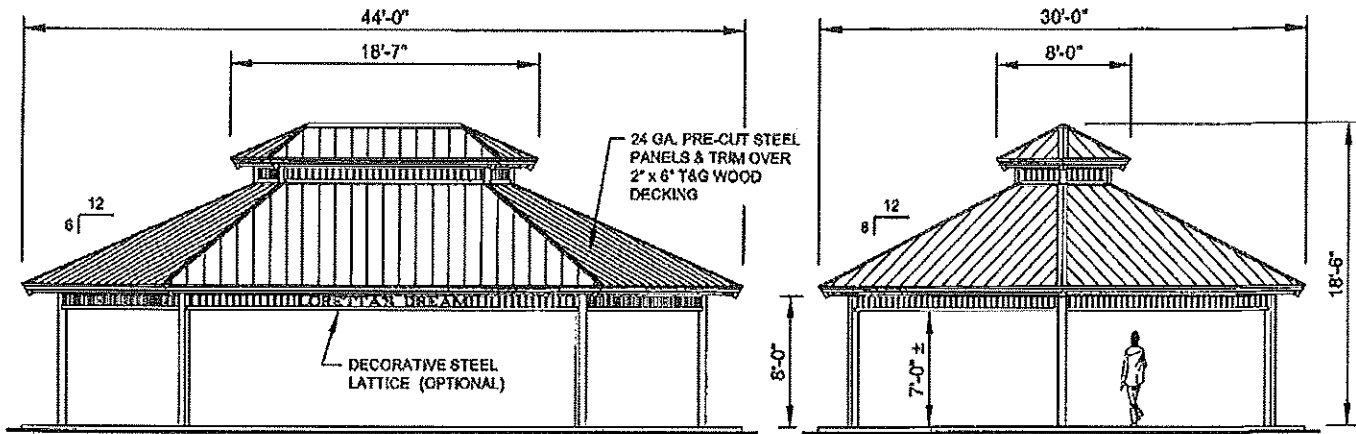 44'-0"
30'-0"
18'-7"
8'-0"
24 GA. PRE-CUT STEEL
PANELS & TRIM OVER
2" x 6" T&G WOOD
DECKING
12
6
12
8
18'-6"
8'-0"
7'-0" ±
DECORATIVE STEEL
LATTICE (OPTIONAL)